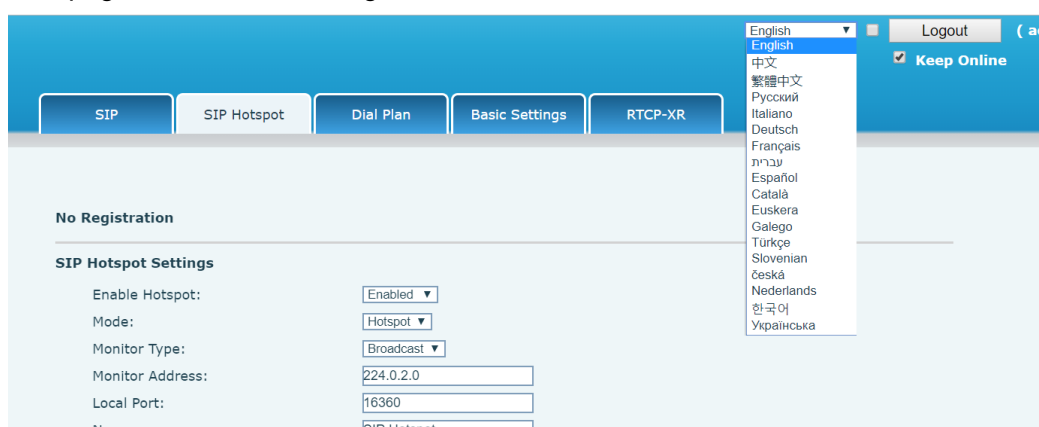 English
Logout
( a
Keep Online
English
中文
繁體中文
Русский
Italiano
Deutsch
Français
עברית
Español
Català
Euskera
Galego
Türkçe
Slovenian
česká
Nederlands
한국어
Українська
SIP
SIP Hotspot
Dial Plan
Basic Settings
RTCP-XR
No Registration
SIP Hotspot Settings
Enable Hotspot: Enabled
Mode: Hotspot
Monitor Type: Broadcast
Monitor Address: 224.0.2.0
Local Port: 16360
SIP Hotspot